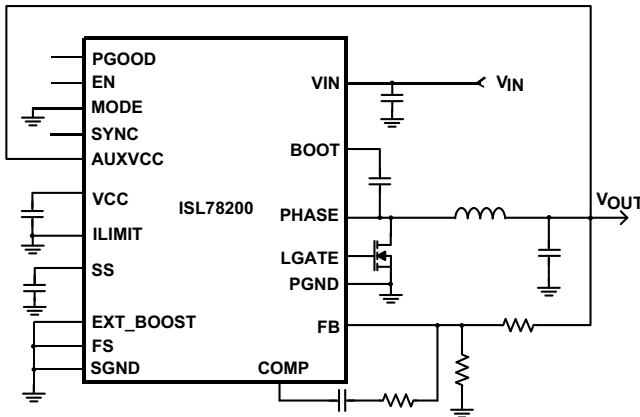 PGOOD
EN
MODE
SYNC
AUXVCC
VCC
ILIMIT
SS
EXT_BOOST
FS
SGND
ISL78200
VIN
BOOT
PHASE
LGATE
PGND
FB
COMP
VIN
VOUT